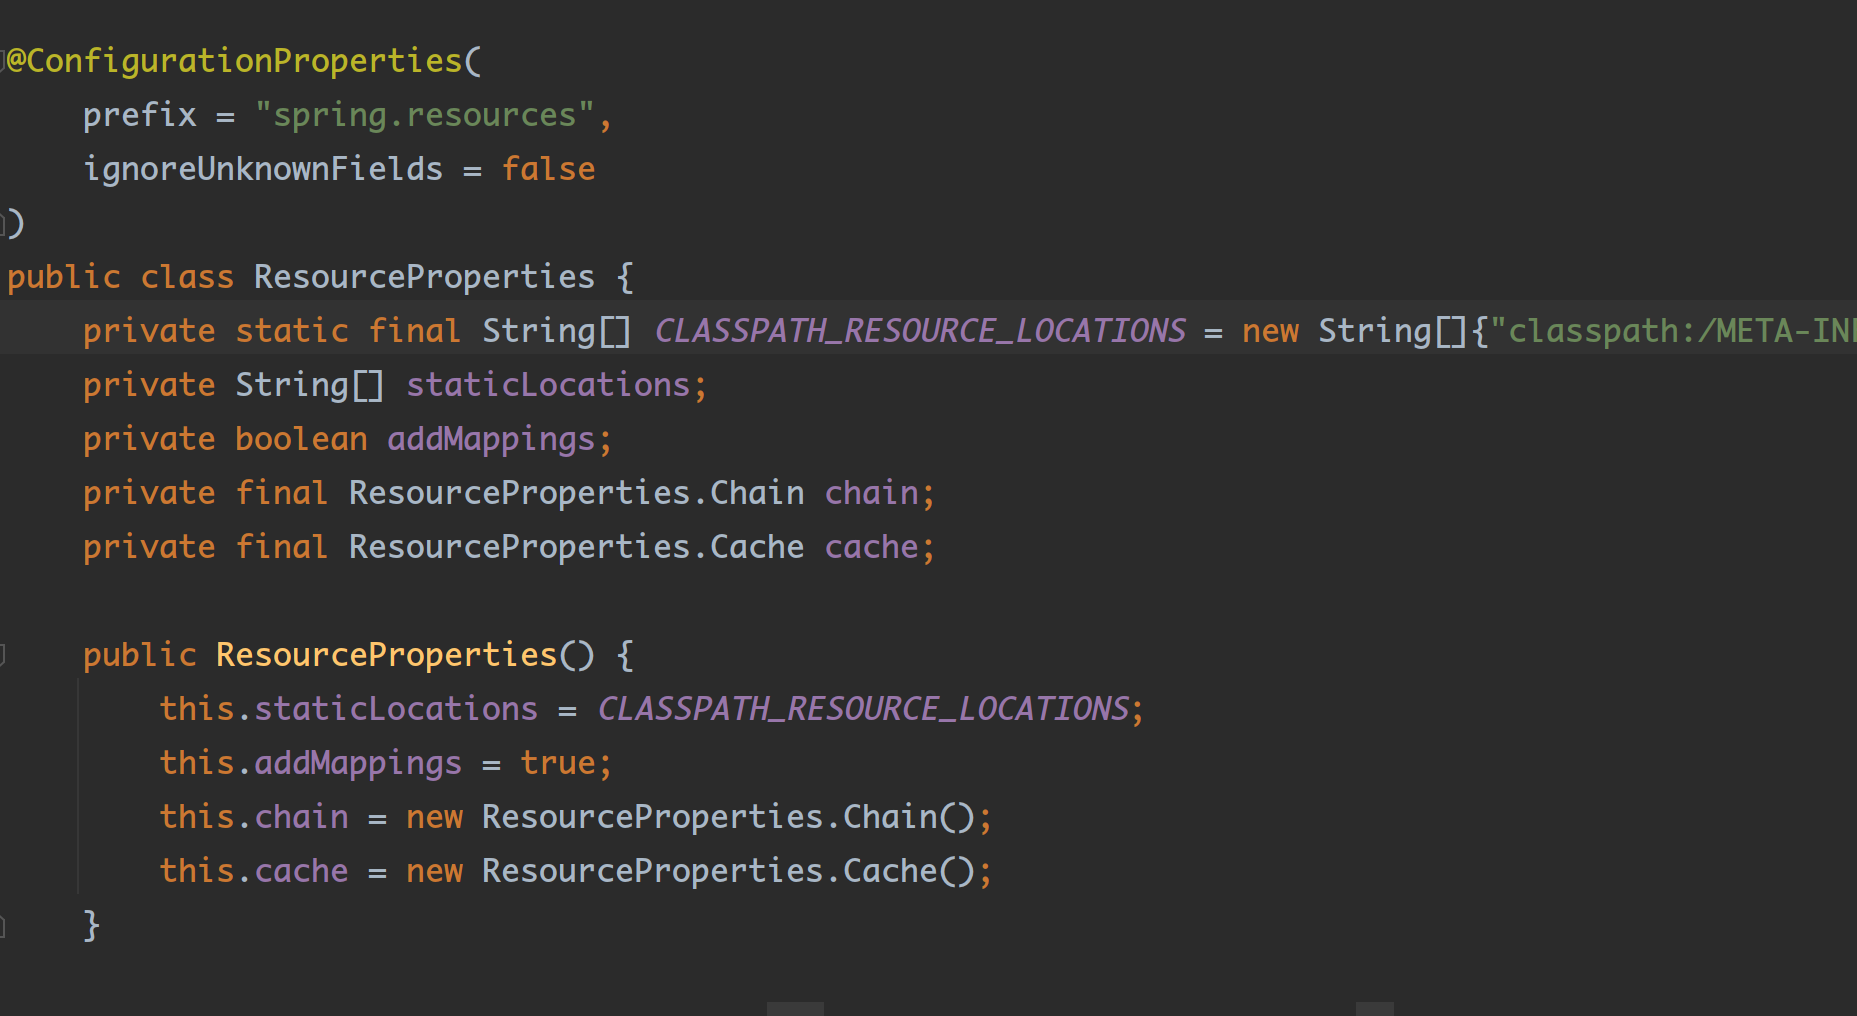 @ConfigurationProperties(
    prefix = "spring.resources",
    ignoreUnknownFields = false
)
public class ResourceProperties {
    private static final String[] CLASSPATH_RESOURCE_LOCATIONS = new String[]{"classpath:/META-IN
    private String[] staticLocations;
    private boolean addMappings;
    private final ResourceProperties.Chain chain;
    private final ResourceProperties.Cache cache;

    public ResourceProperties() {
        this.staticLocations = CLASSPATH_RESOURCE_LOCATIONS;
        this.addMappings = true;
        this.chain = new ResourceProperties.Chain();
        this.cache = new ResourceProperties.Cache();
    }